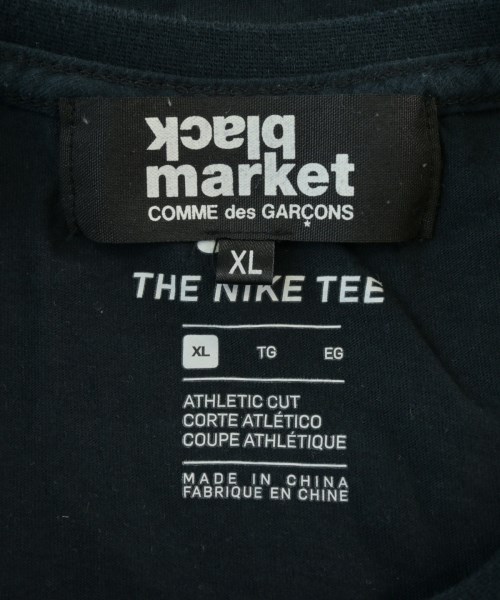 black
market
COMME des GARÇONS
XL
THE NIKE TEE
XL TG EG
ATHLETIC CUT
CORTE ATLÉTICO
COUPE ATHLÉTIQUE
MADE IN CHINA
FABRIQUE EN CHINE